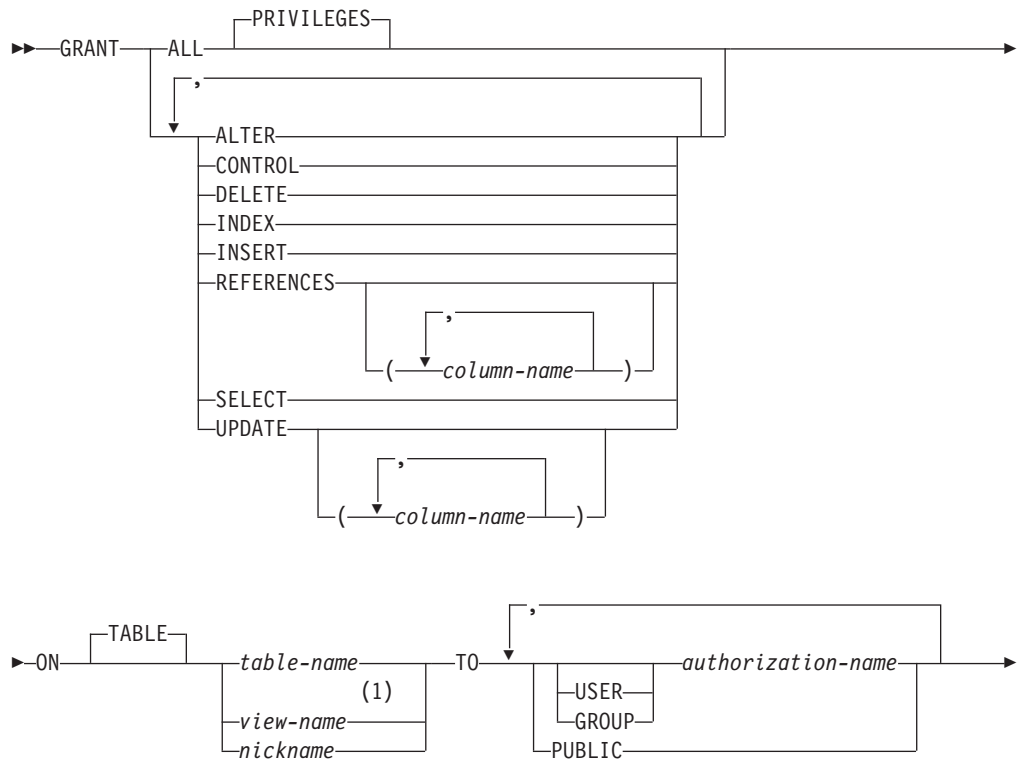 PRIVILEGES
GRANT ALL
,
ALTER
CONTROL
DELETE
INDEX
INSERT
REFERENCES
,
( column-name )
SELECT
UPDATE
,
( column-name )
,
TABLE
ON table-name TO authorization-name
(1) USER
view-name GROUP
nickname PUBLIC